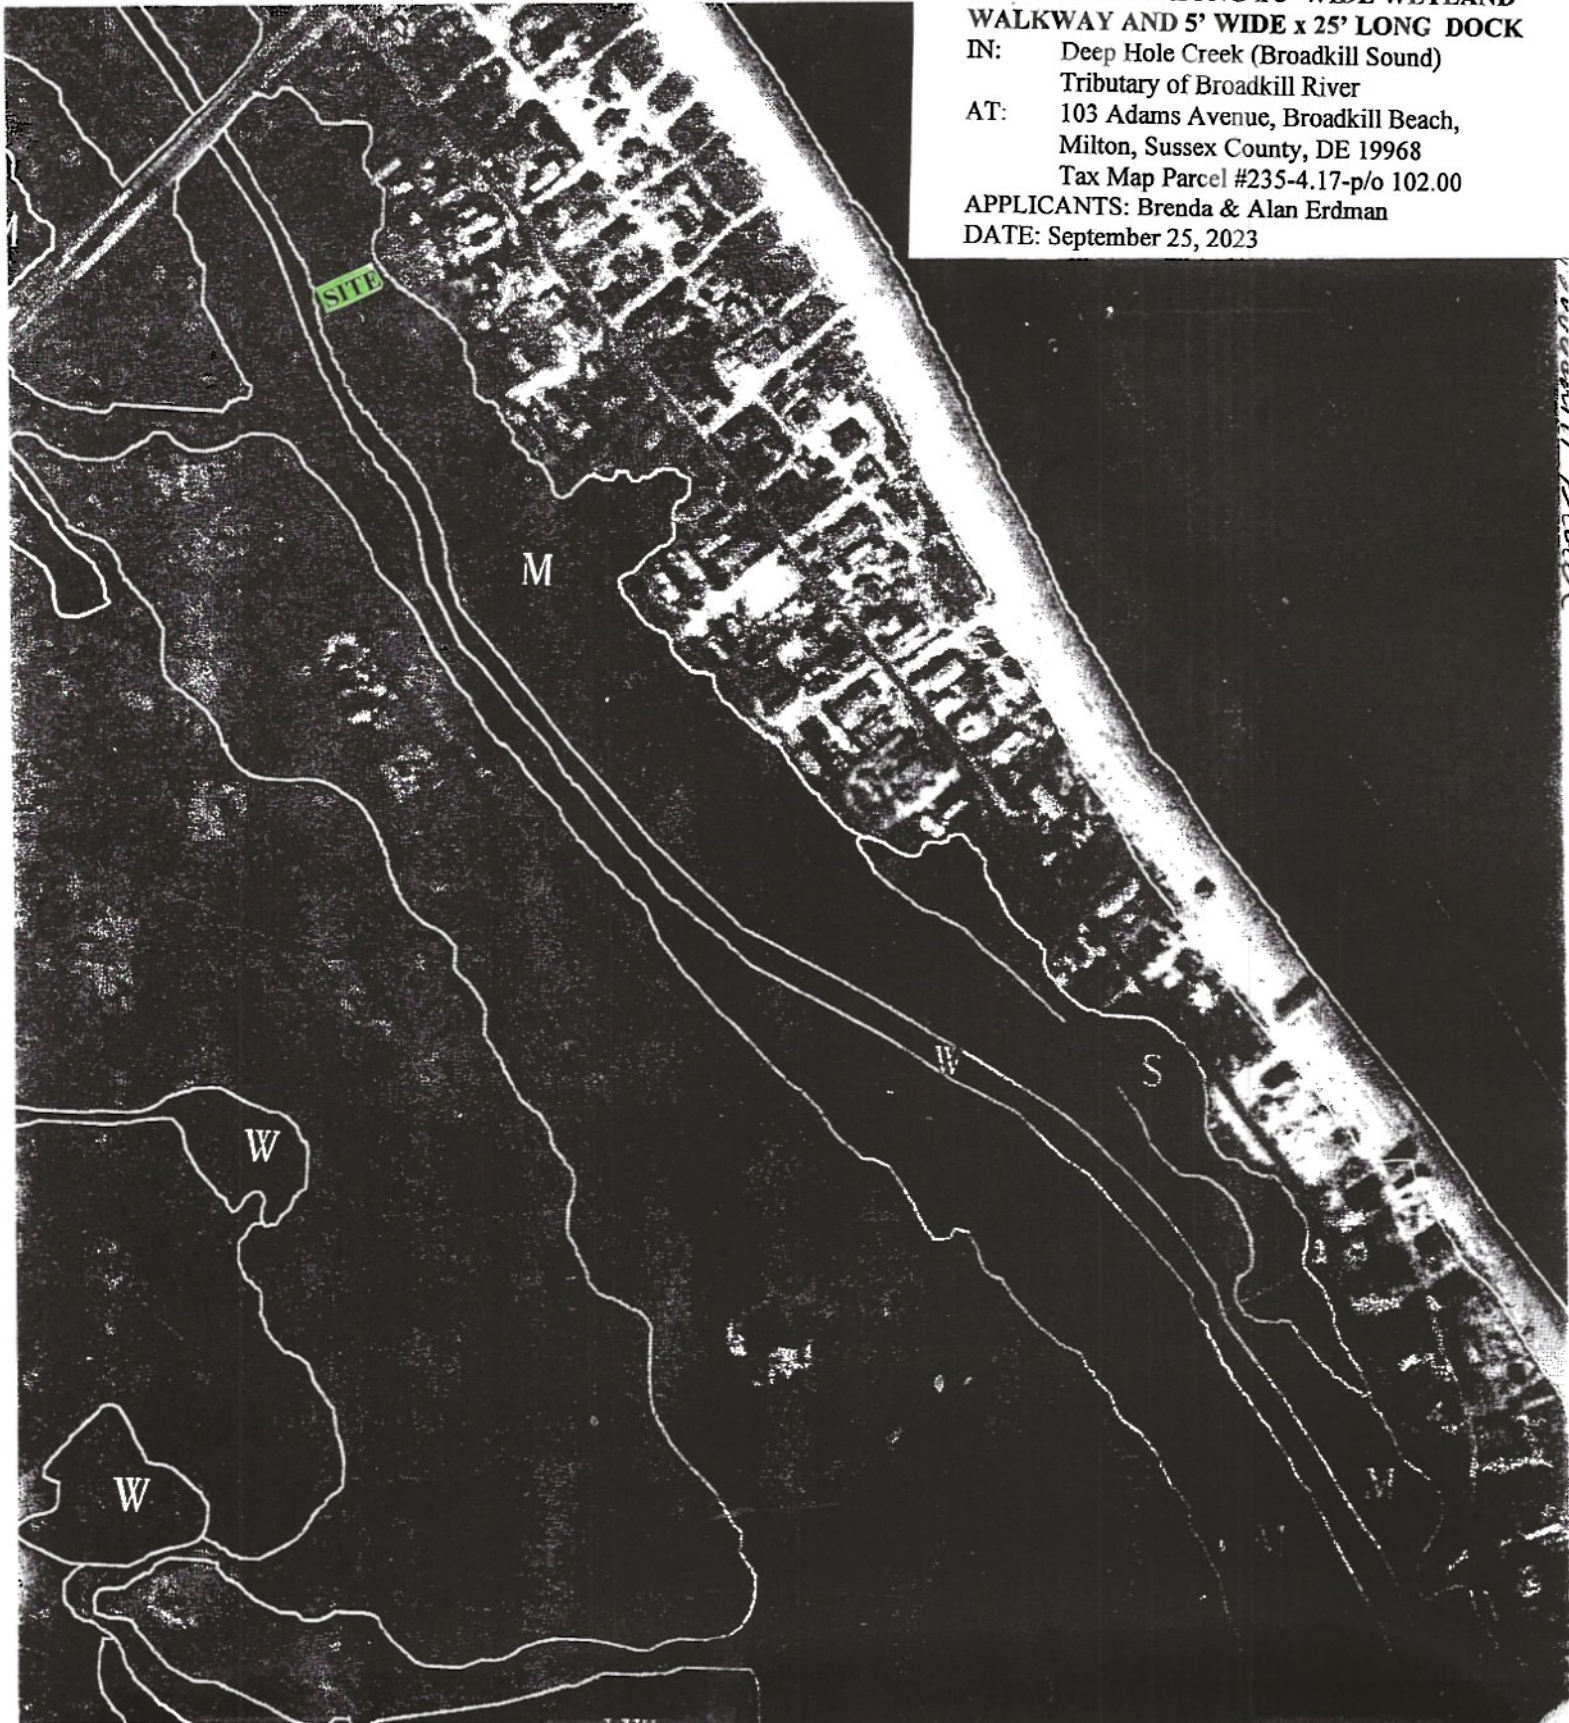 WIDE WETLAND
WALKWAY AND 5' WIDE x 25' LONG DOCK
IN: Deep Hole Creek (Broadkill Sound)
Tributary of Broadkill River
AT: 103 Adams Avenue, Broadkill Beach,
Milton, Sussex County, DE 19968
Tax Map Parcel #235-4.17-p/o 102.00
APPLICANTS: Brenda & Alan Erdman
DATE: September 25, 2023
SITE
M
W
S
W
M
W